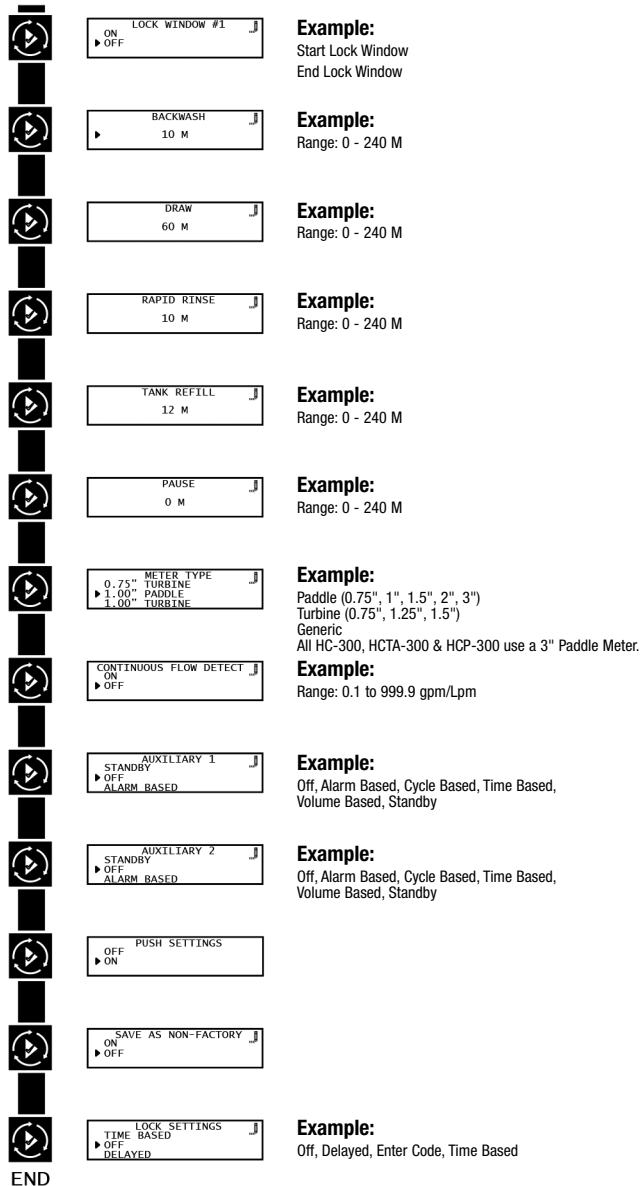 LOCK WINDOW #1
ON
OFF
Example:
Start Lock Window
End Lock Window
BACKWASH
10 M
Example:
Range: 0 - 240 M
DRAW
60 M
Example:
Range: 0 - 240 M
RAPID RINSE
10 M
Example:
Range: 0 - 240 M
TANK REFILL
12 M
Example:
Range: 0 - 240 M
PAUSE
0 M
Example:
Range: 0 - 240 M
METER TYPE
0.75" TURBINE
1.00" PADDLE
1.00" TURBINE
Example:
Paddle (0.75", 1", 1.5", 2", 3")
Turbine (0.75", 1.25", 1.5")
Generic
All HC-300, HCTA-300 & HCP-300 use a 3" Paddle Meter.
CONTINUOUS FLOW DETECT
ON
OFF
Example:
Range: 0.1 to 999.9 gpm/Lpm
AUXILIARY 1
STANDBY
OFF
ALARM BASED
Example:
Off, Alarm Based, Cycle Based, Time Based,
Volume Based, Standby
AUXILIARY 2
STANDBY
OFF
ALARM BASED
Example:
Off, Alarm Based, Cycle Based, Time Based,
Volume Based, Standby
PUSH SETTINGS
OFF
ON
SAVE AS NON-FACTORY
ON
OFF
LOCK SETTINGS
TIME BASED
OFF
DELAYED
Example:
Off, Delayed, Enter Code, Time Based
END